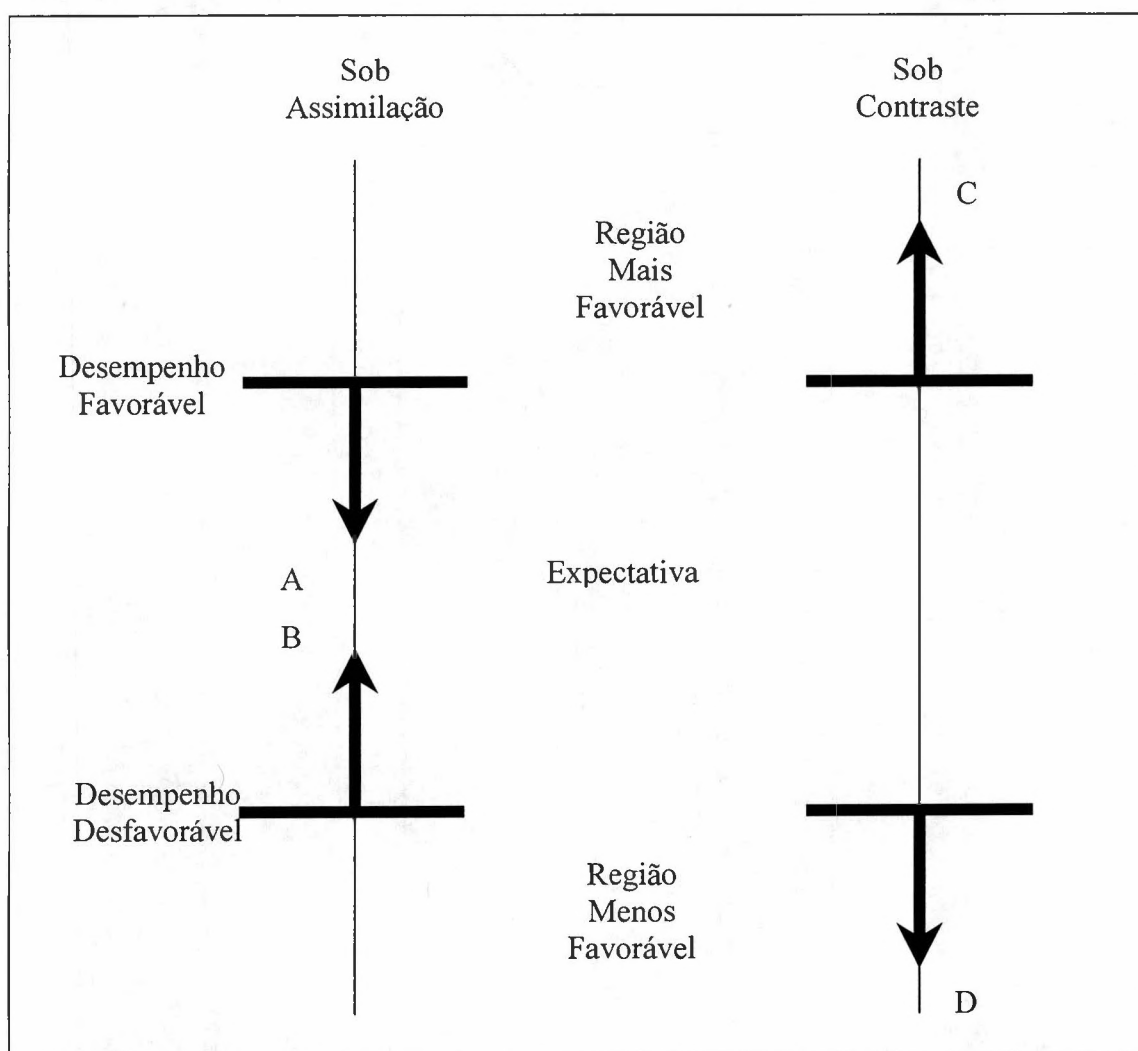 Sob
Assimilação
Sob
Contraste
C
Região
Mais
Favorável
Desempenho
Favorável
A
Expectativa
B
Desempenho
Desfavorável
Região
Menos
Favorável
D